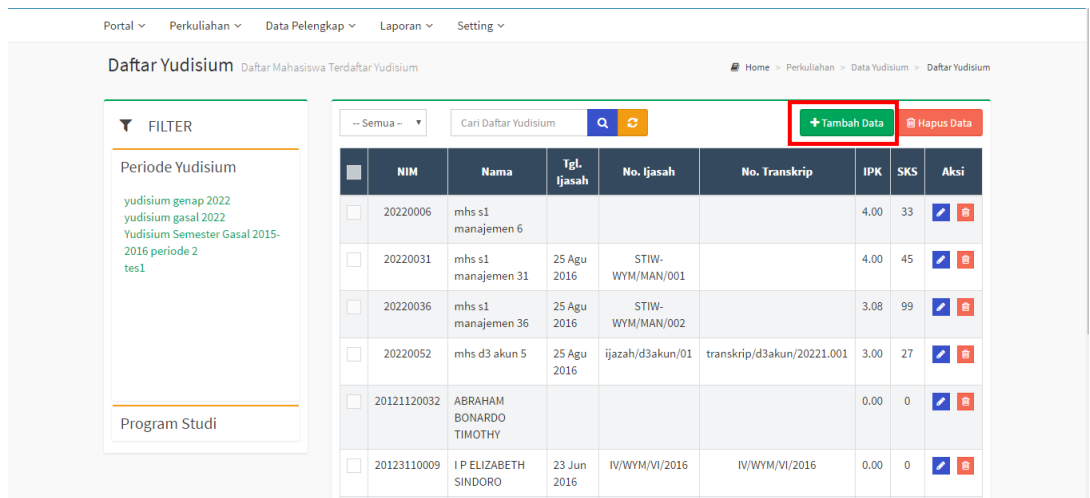 Portal Perkuliahan Data Pelengkap Laporan Setting
Daftar Yudisium Daftar Mahasiswa Terdaftar Yudisium
Home > Perkuliahan > Data Yudisium > Daftar Yudisium
FILTER
Periode Yudisium
yudisium genap 2022
yudisium gasal 2022
Yudisium Semester Gasal 2015-
2016 periode 2
tes1
Program Studi
-- Semua -- Cari Daftar Yudisium Tambah Data Hapus Data
NIM Nama Tgl. Ijasah No. Ijasah No. Transkrip IPK SKS Aksi
20220006 mhs s1 4.00 33
manajemen 6
20220031 mhs s1 25 Agu STIW- 4.00 45
manajemen 31 2016 WYM/MAN/001
20220036 mhs s1 25 Agu STIW- 3.08 99
manajemen 36 2016 WYM/MAN/002
20220052 mhs d3 akun 5 25 Agu ijazah/d3akun/01 transkrip/d3akun/20221.001 3.00 27
2016
20121120032 ABRAHAM 0.00 0
BONARDO
TIMOTHY
20123110009 I P ELIZABETH 23 Jun IV/WYM/VI/2016 IV/WYM/VI/2016 0.00 0
SINDORO 2016